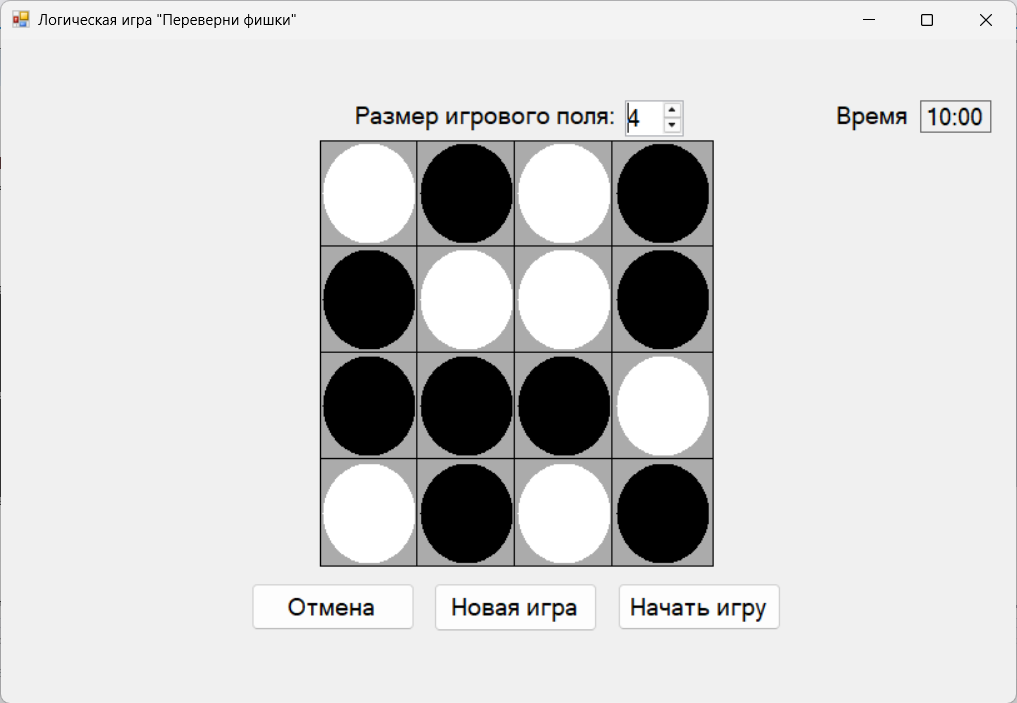 Логическая игра "Переверни фишки"
Размер игрового поля: 4
Время 10:00
Отмена
Новая игра
Начать игру